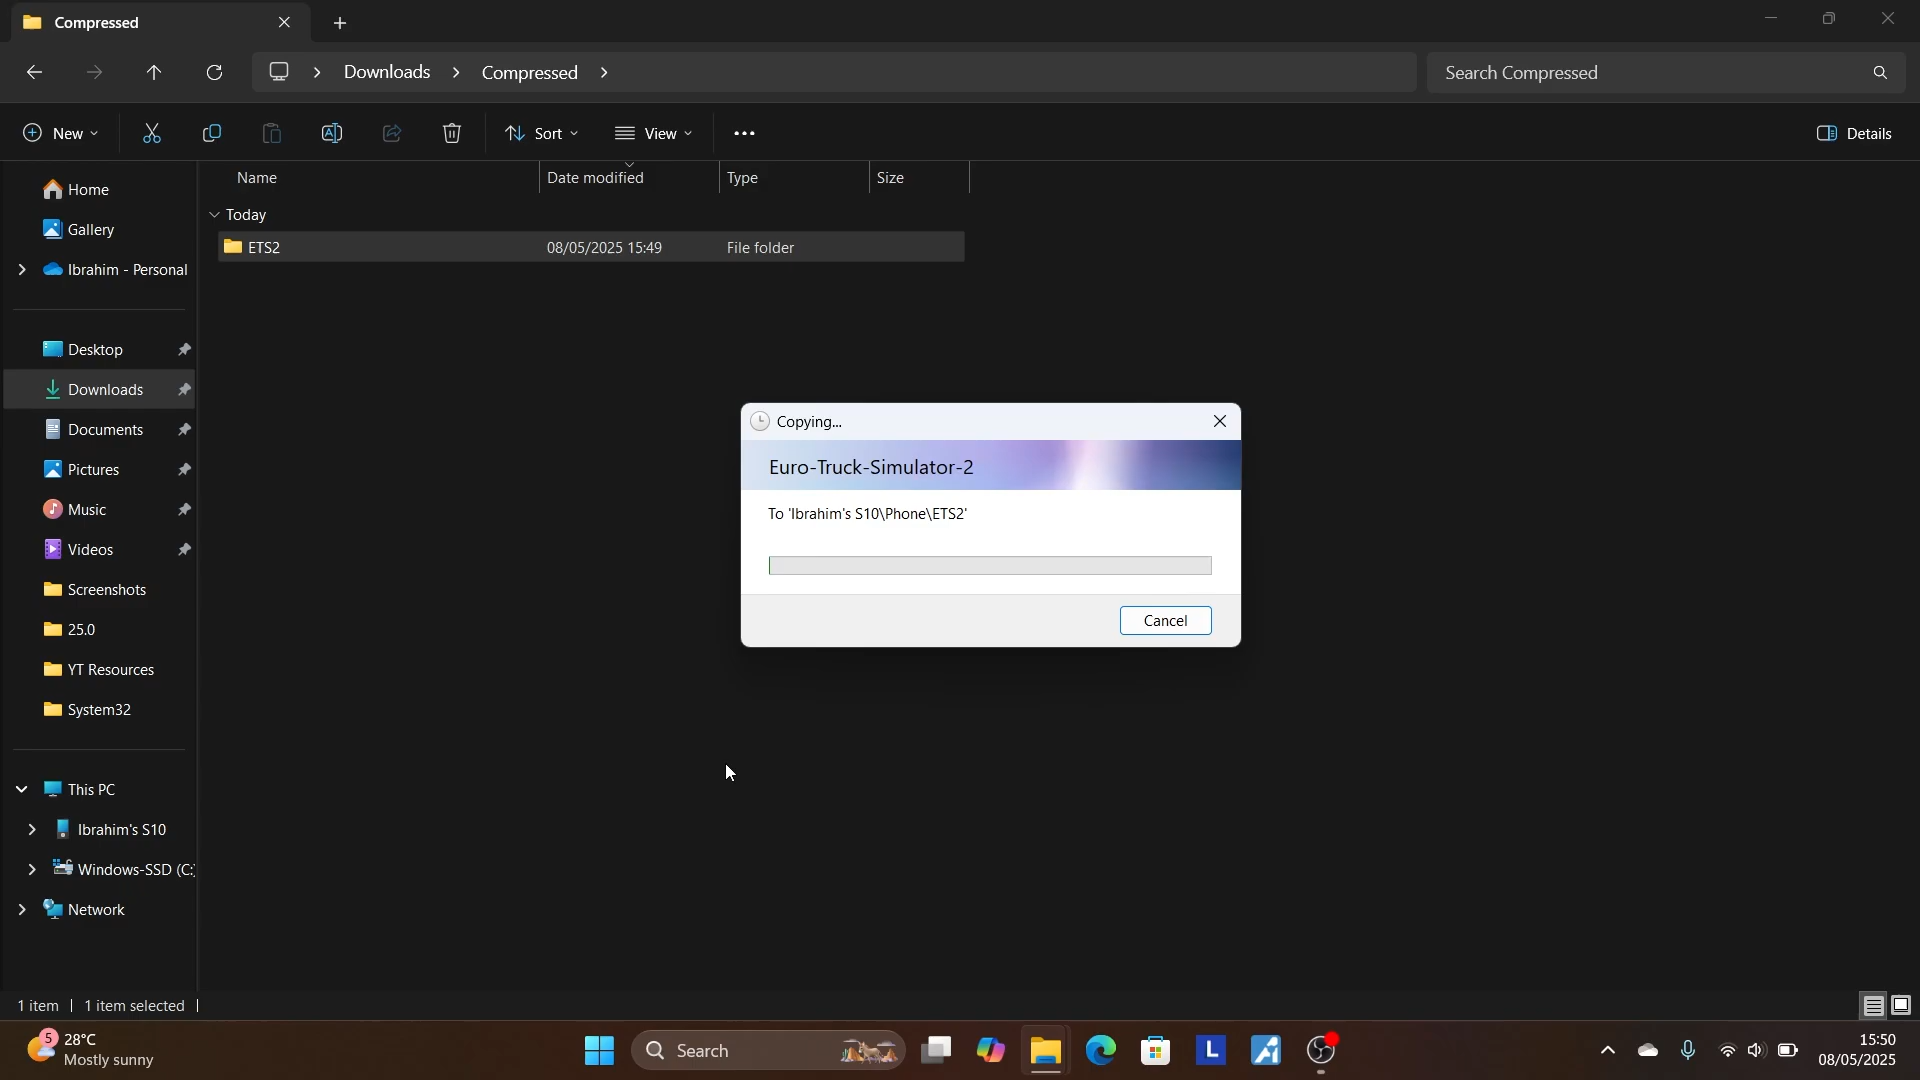 Compressed
Downloads
Compressed
Search Compressed
New
Sort
View
Details
Name
Date modified
Type
Size
Today
ETS2
08/05/2025 15:49
File folder
Home
Gallery
Ibrahim - Personal
Desktop
Downloads
Documents
Pictures
Music
Videos
Screenshots
25.0
YT Resources
System32
This PC
Ibrahim's S10
Windows-SSD (C:)
Network
Copying...
Euro-Truck-Simulator-2
To 'Ibrahim's S10\Phone\ETS2'
Cancel
1 item
1 item selected
5
28°C
Mostly sunny
Search
L
15:50
08/05/2025